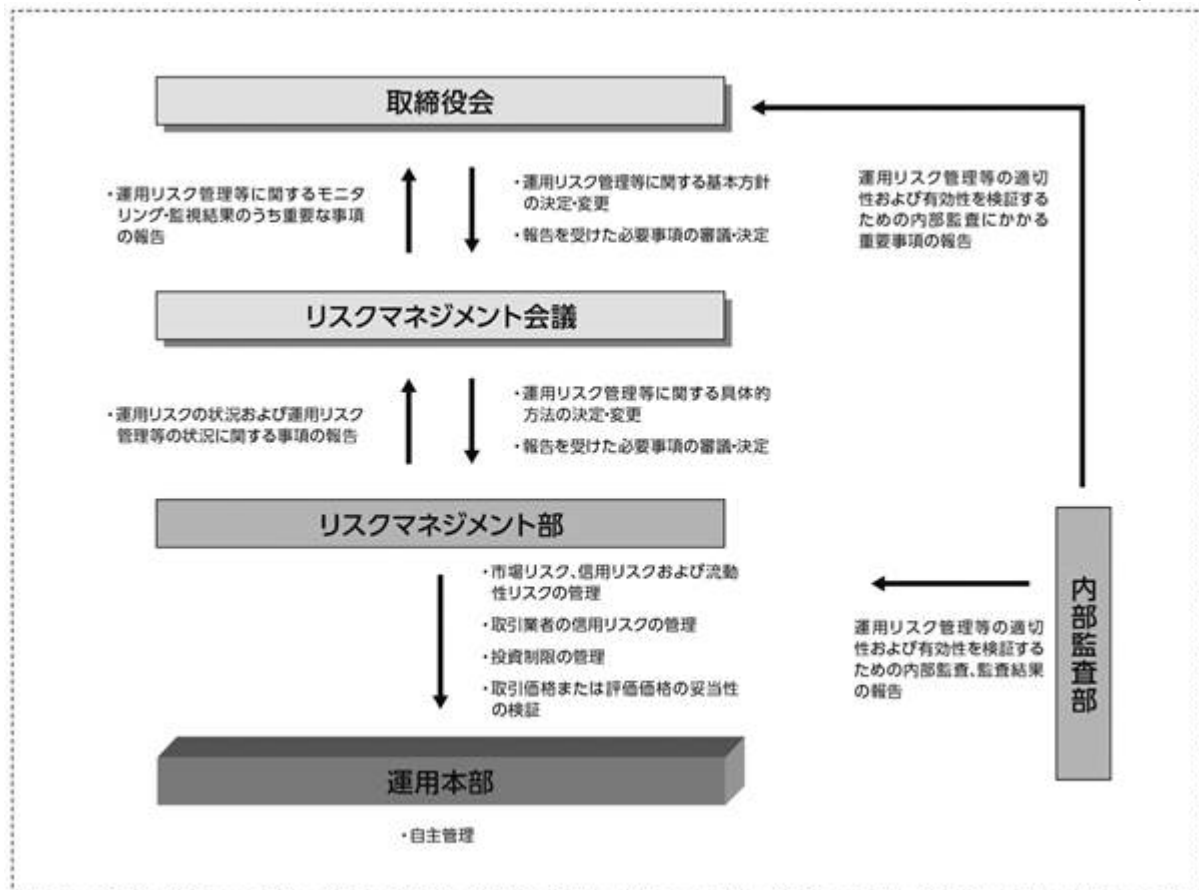 取締役会
・運用リスク管理等に関するモニタ
リング・監視結果のうち重要な事項
の報告
・運用リスク管理等に関する基本方針
の決定・変更
・報告を受けた必要事項の審議・決定
運用リスク管理等の適切
性および有効性を検証す
るための内部監査にかかる
重要事項の報告
リスクマネジメント会議
・運用リスクの状況および運用リスク
管理等の状況に関する事項の報告
・運用リスク管理等に関する具体的
方法の決定・変更
・報告を受けた必要事項の審議・決定
リスクマネジメント部
・市場リスク、信用リスクおよび流動
性リスクの管理
・取引業者の信用リスクの管理
・投資制限の管理
・取引価格または評価価格の妥当性
の検証
運用リスク管理等の適切
性および有効性を検証する
ための内部監査、監査結果
の報告
内部監査部
運用本部
・自主管理